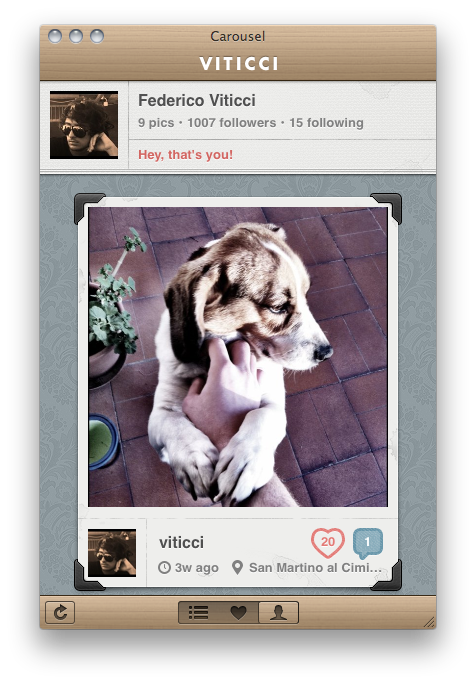 Carousel
VITICCI
Federico Viticci
9 pics • 1007 followers • 15 following
Hey, that's you!
viticci
20
1
3w ago
San Martino al Cimi...